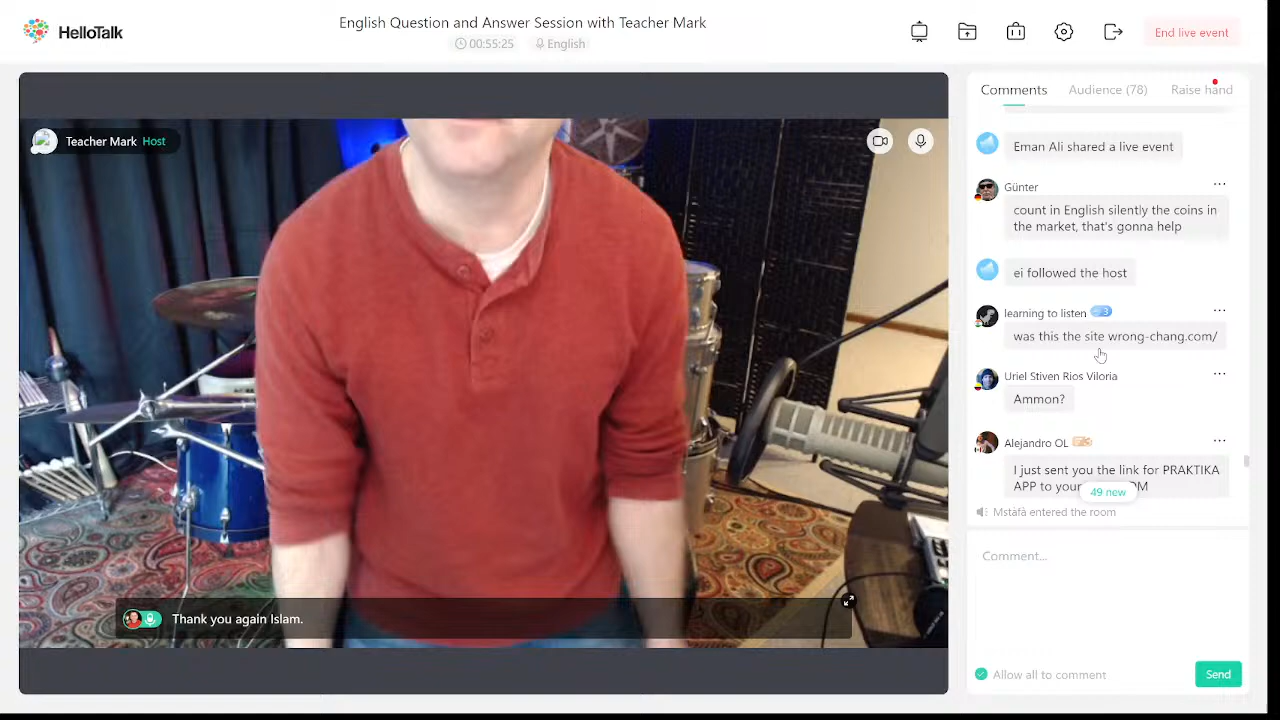 HelloTalk
English Question and Answer Session with Teacher Mark
00:55:25 English
End live event
Teacher Mark Host
Thank you again Islam.
Comments Audience (78) Raise hand
Eman Ali shared a live event
Günter
count in English silently the coins in
the market, that's gonna help
ei followed the host
learning to listen 3
was this the site wrong-chang.com/
Uriel Stiven Rios Viloria
Ammon?
Alejandro OL
I just sent you the link for PRAKTIKA
APP to your
49 new
Mstáfà entered the room
Comment...
Allow all to comment
Send